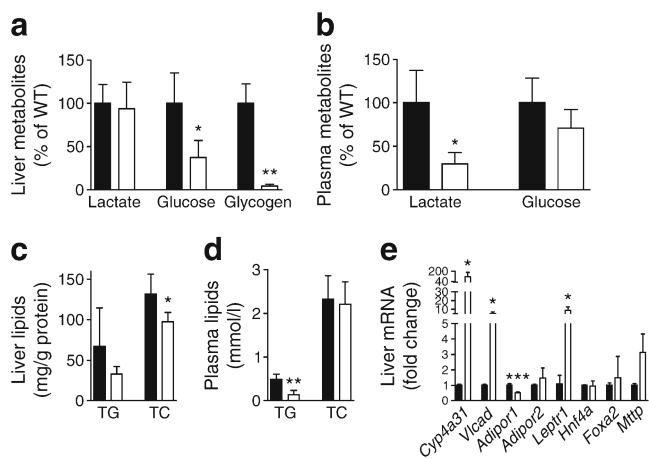 a
Liver metabolites
(% of WT)
150
100
50
0
*
**
Lactate Glucose Glycogen
b
Plasma metabolites
(% of WT)
150
100
50
0
*
Lactate Glucose
c
Liver lipids
(mg/g protein)
150
100
50
0
*
TG TC
d
Plasma lipids
(mmol/l)
3
2
1
0
**
TG TC
e
Liver mRNA
(fold change)
200
40
30
20
10
5
4
3
2
1
0
*
*
***
*
Cyp4a31
Vlcad
Adipor1
Adipor2
Leptr1
Hnf4a
Foxa2
Mttp